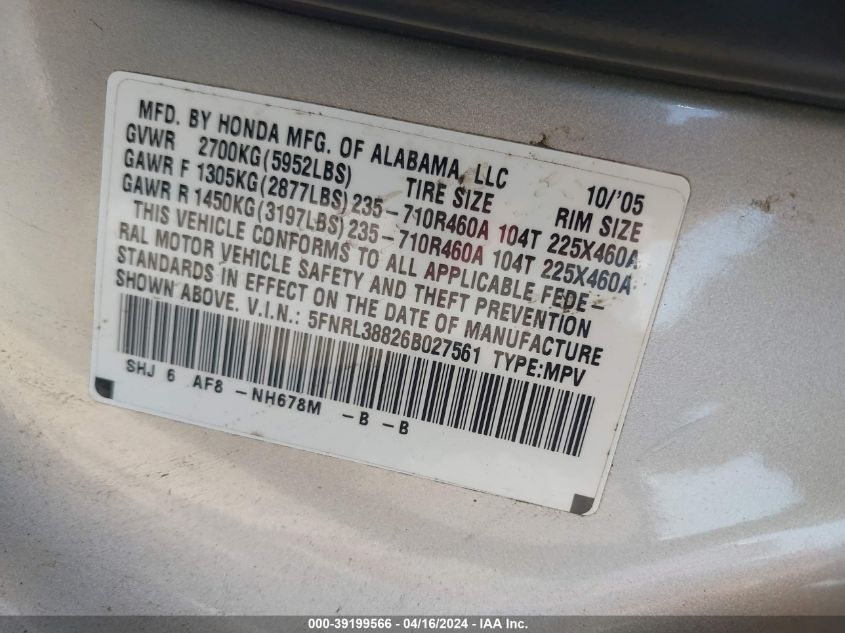 MFD. BY HONDA MFG. OF ALABAMA, LLC 10/'05
GVWR 2700KG(5952LBS) TIRE SIZE RIM SIZE
GAWR F 1305KG(2877LBS) 235-710R460A 104T 225X460A
GAWR R 1450KG(3197LBS) 235-710R460A 104T 225X460A
THIS VEHICLE CONFORMS TO ALL APPLICABLE FEDE-
RAL MOTOR VEHICLE SAFETY AND THEFT PREVENTION
STANDARDS IN EFFECT ON THE DATE OF MANUFACTURE
SHOWN ABOVE. V.I.N.: 5FNRL38826B027561 TYPE:MPV
SHJ 6 AF8 -NH678M -B -B
000-39199566 - 04/16/2024 - IAA Inc.